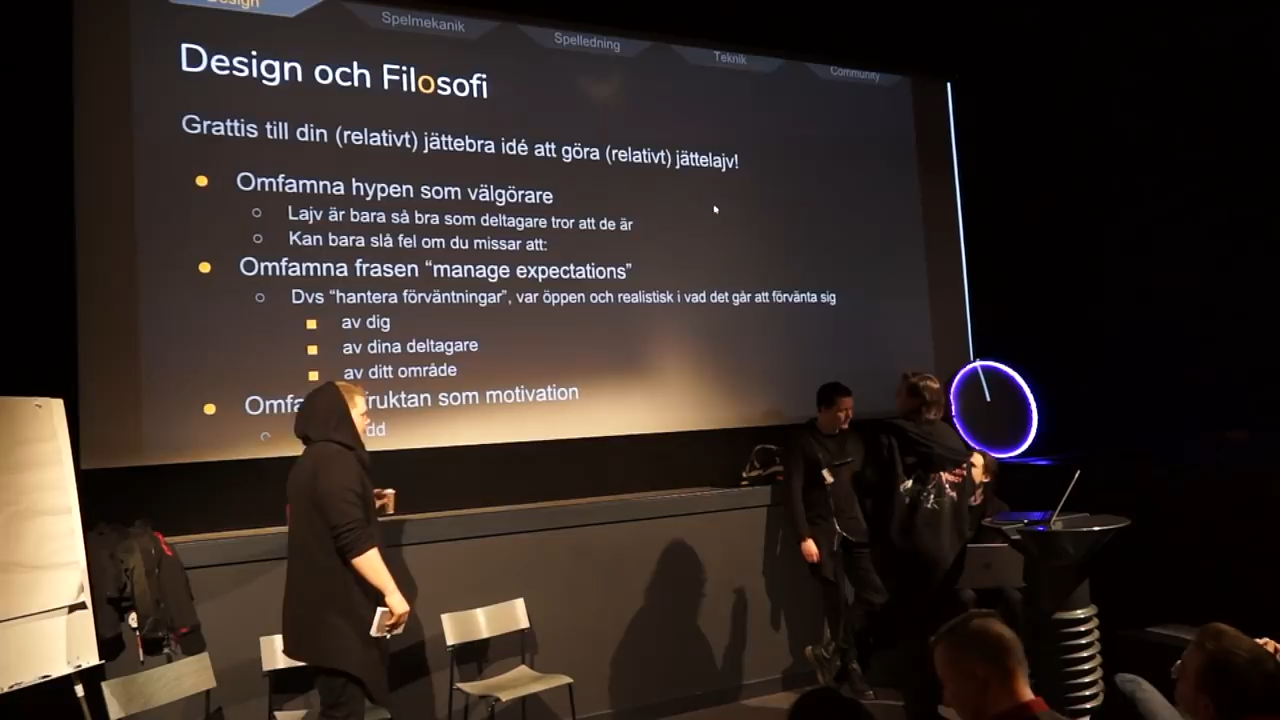 Design
Spelmekanik
Spelledning
Teknik
Community
Design och Filosofi
Grattis till din (relativt) jättebra idé att göra (relativt) jättelajv!
Omfamna hypen som välgörare
Lajv är bara så bra som deltagare tror att de är
Kan bara slå fel om du missar att:
Omfamna frasen “manage expectations”
Dvs “hantera förväntningar”, var öppen och realistisk i vad det går att förvänta sig
av dig
av dina deltagare
av ditt område
fruktan som motivation